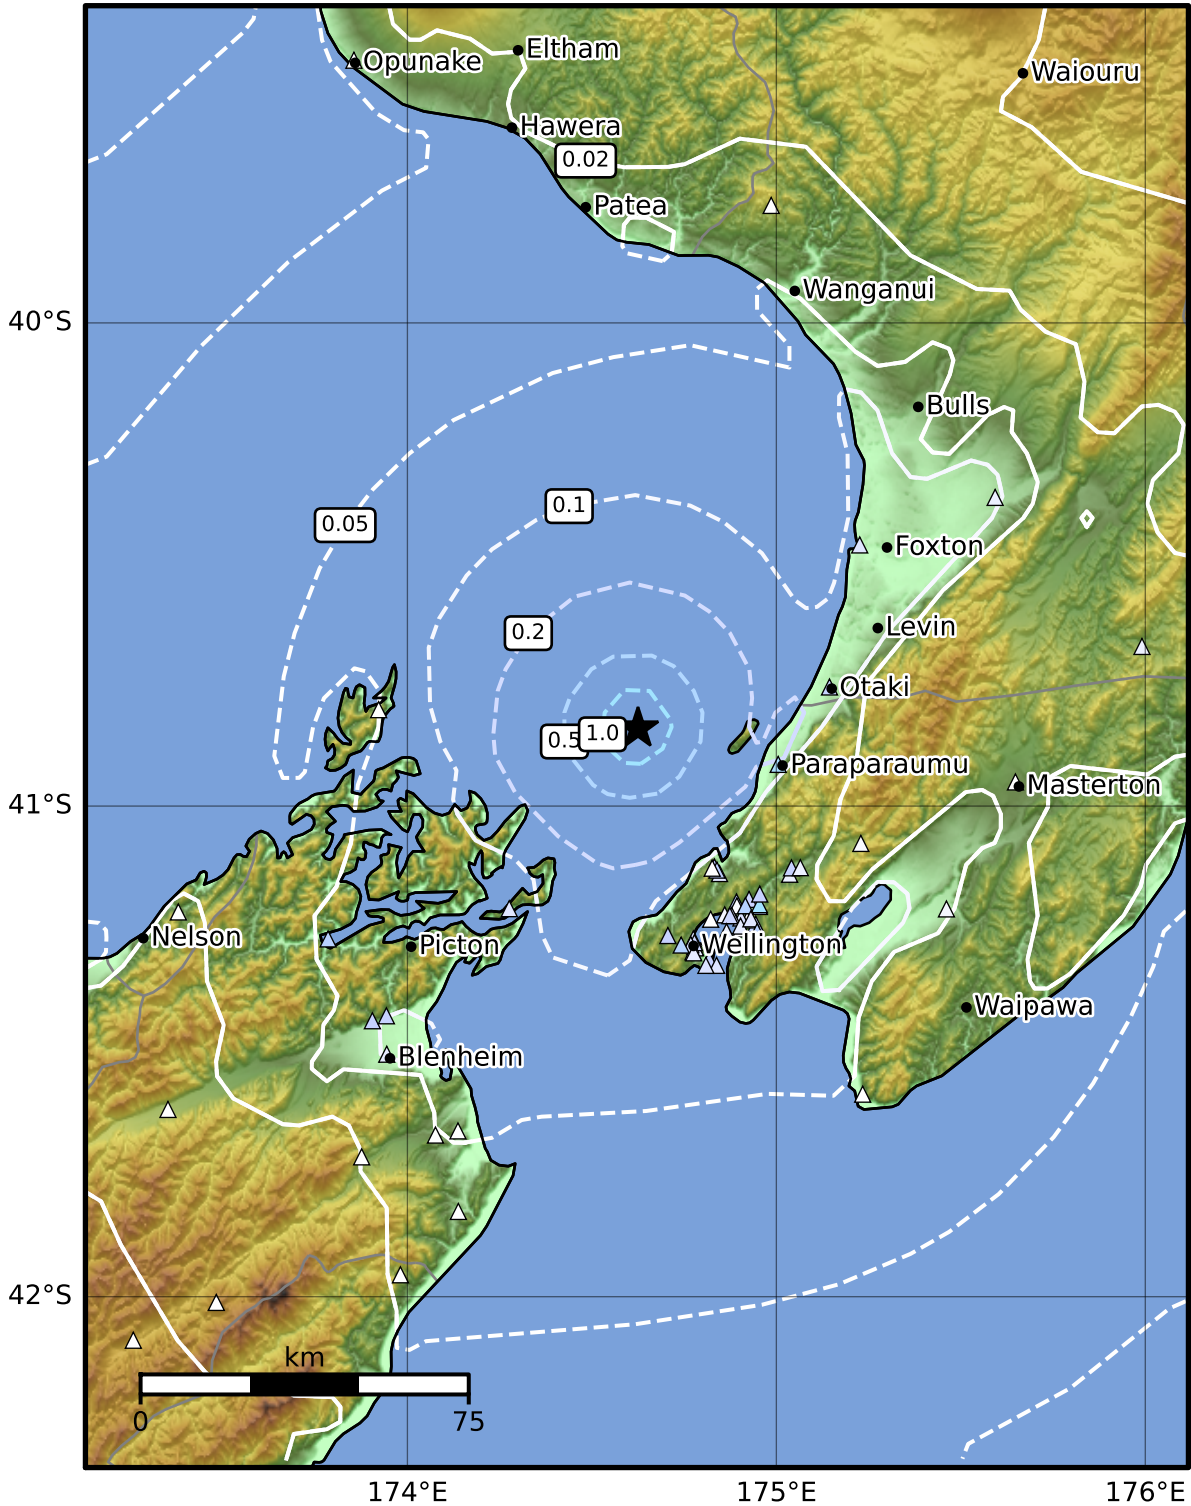 Eltham
Opunake
Waiouru
Hawera
0.02
Patea
Wanganui
40°S
Bulls
0.1
0.05
Foxton
Levin
0.2
Otaki
0.5
1.0
Paraparaumu
Masterton
41°S
Nelson
Picton
Wellington
Waipawa
Blenheim
42°S
km
0
75
174°E
175°E
176°E